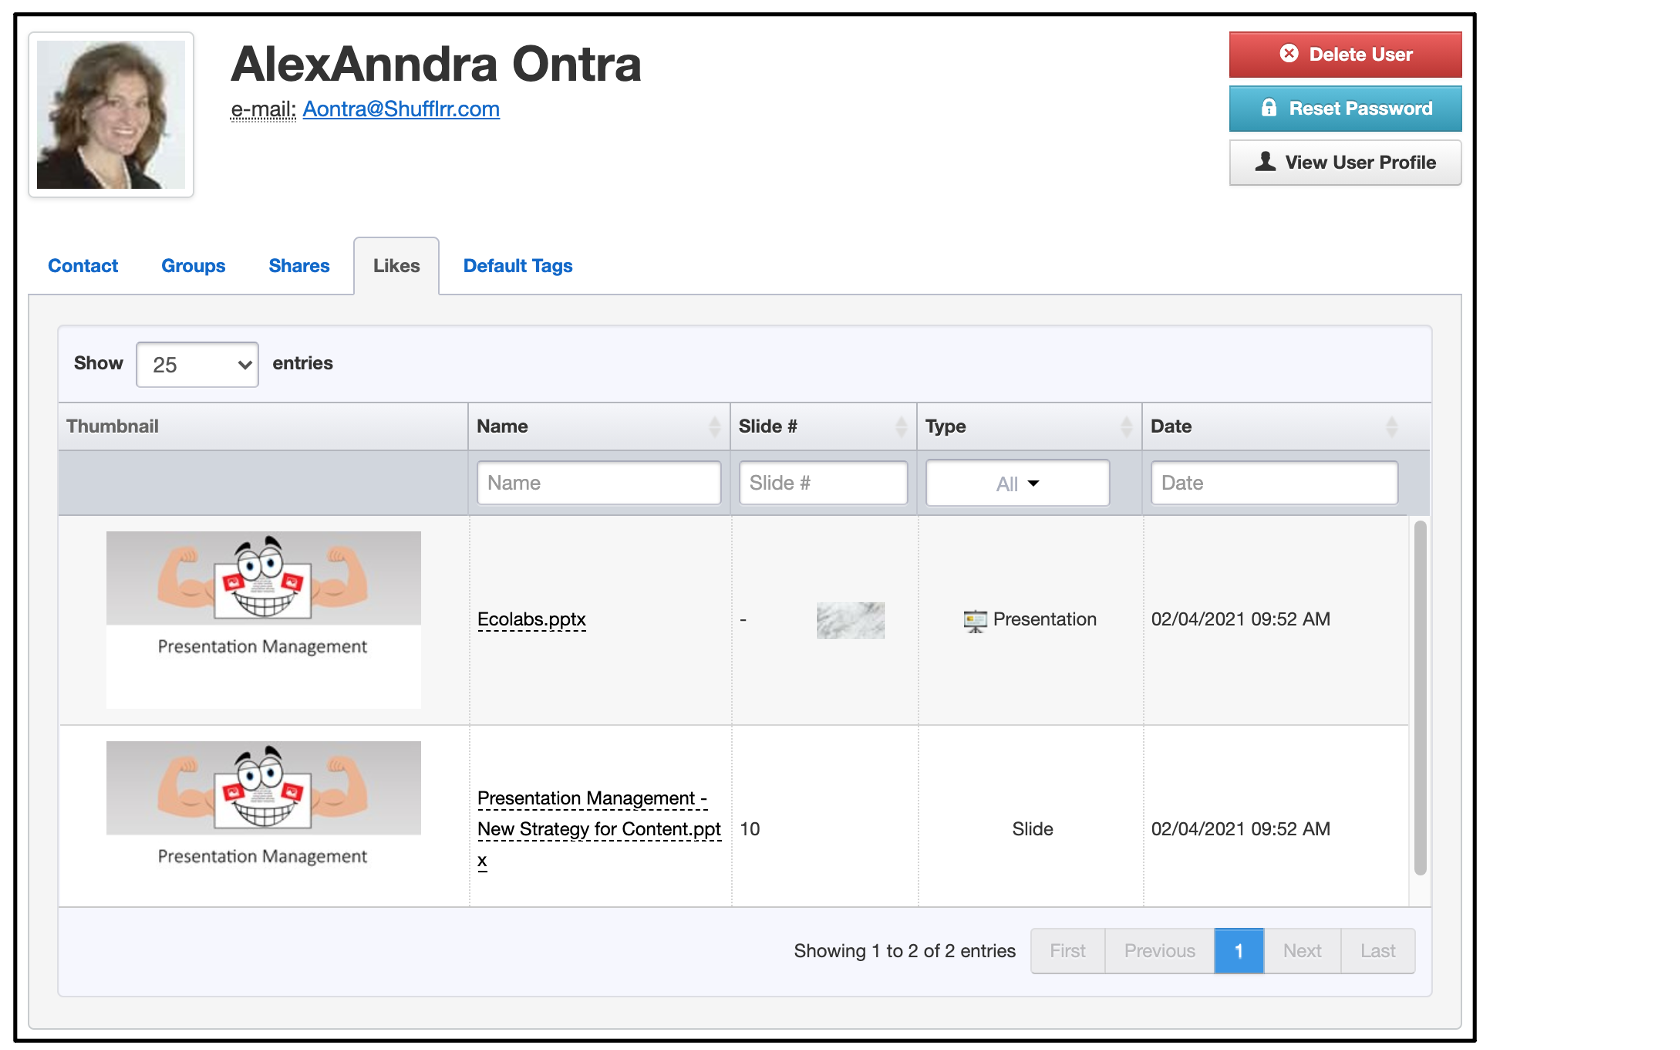 AlexAnndra Ontra
e-mail: Aontra@Shufflrr.com
Delete User
Reset Password
View User Profile
Contact Groups Shares Likes Default Tags
Show 25 entries
Thumbnail Name Slide # Type Date
Name Slide # All Date
Presentation Management
Ecolabs.pptx - Presentation 02/04/2021 09:52 AM
Presentation Management
Presentation Management -
New Strategy for Content.ppt
x
10 Slide 02/04/2021 09:52 AM
Showing 1 to 2 of 2 entries First Previous 1 Next Last